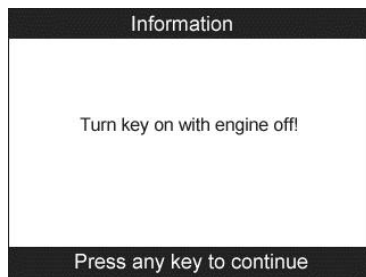 Information
Turn key on with engine off!
Press any key to continue